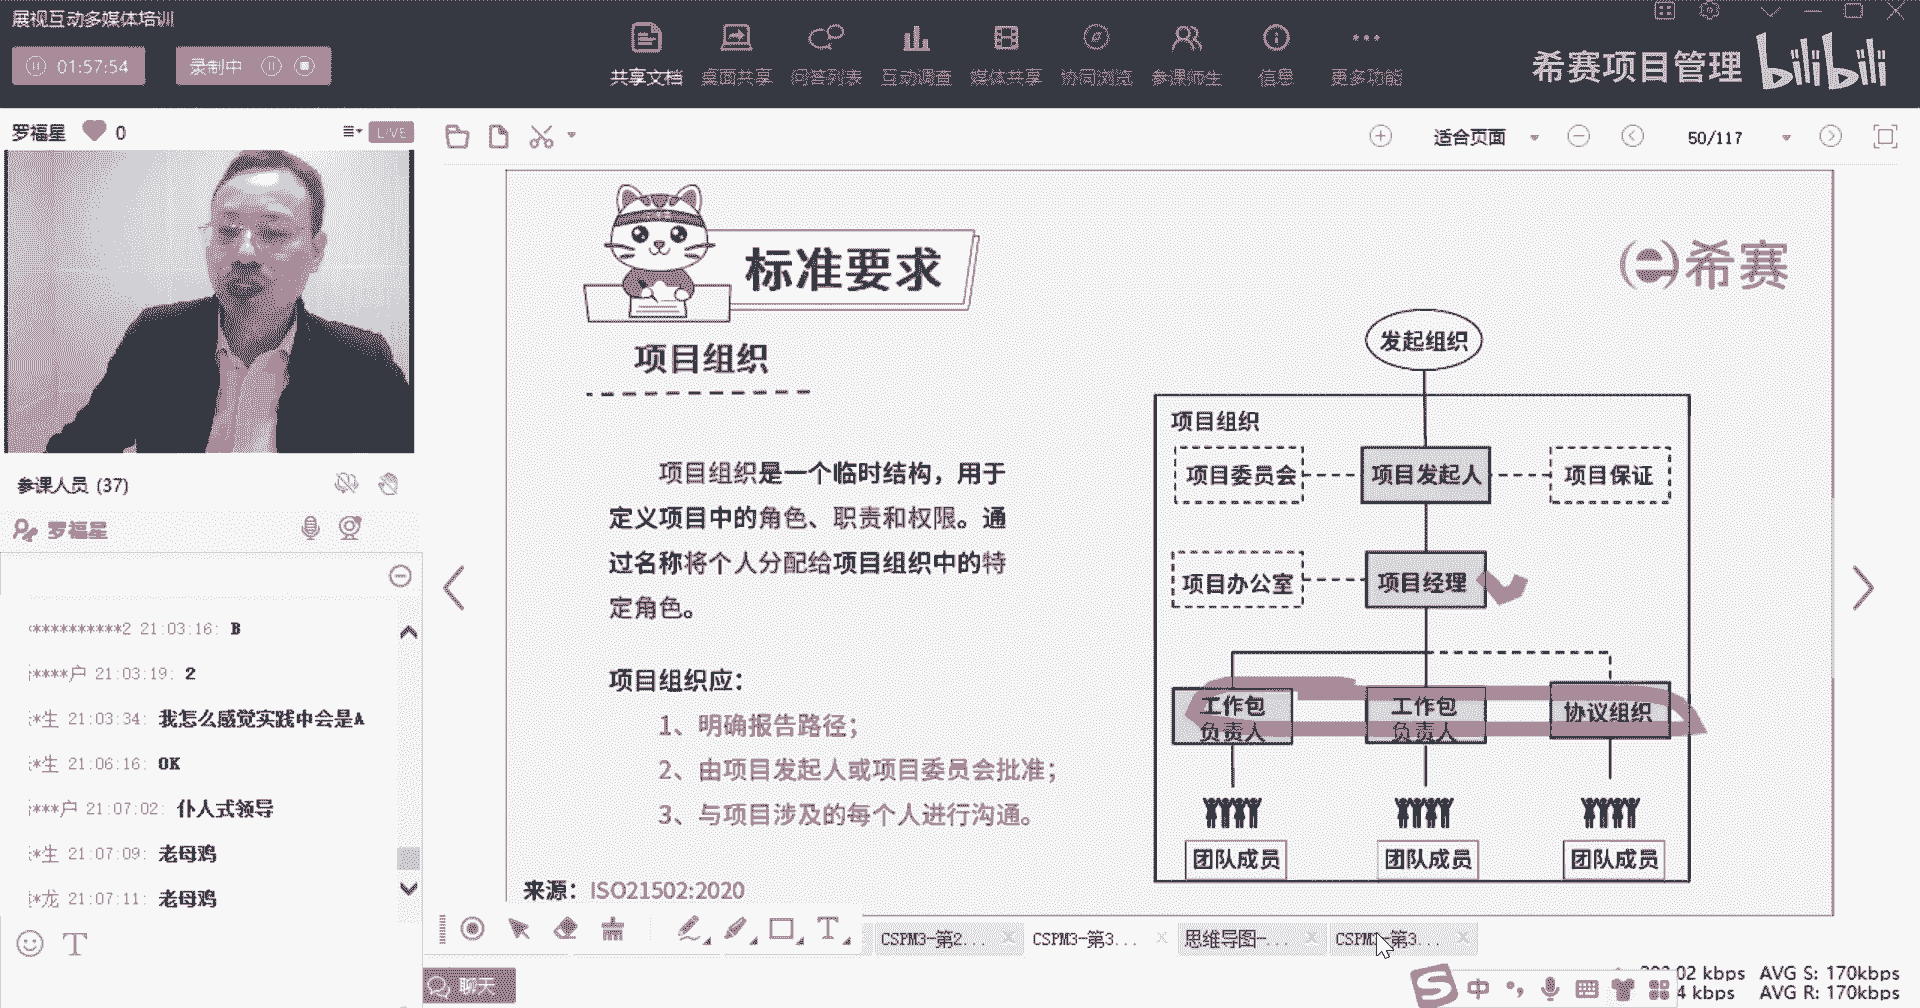 展视互动多媒体培训
01:57:54
录制中
共享文档
桌面共享
问答列表
互动调查
媒体共享
协同浏览
参课师生
信息
更多功能
希赛项目管理
bilibili
罗福星
0
LIVE
适合页面
50/117
标准要求
希赛
项目组织
项目组织是一个临时结构，用于
定义项目中的角色、职责和权限。通
过名称将个人分配给项目组织中的特
定角色。
项目组织应：
1、明确报告路径；
2、由项目发起人或项目委员会批准；
3、与项目涉及的每个人进行沟通。
来源：ISO21502:2020
发起组织
项目组织
项目委员会
项目发起人
项目保证
项目办公室
项目经理
工作包
负责人
工作包
负责人
协议组织
团队成员
团队成员
团队成员
参课人员 (37)
罗福星
**********2 21:03:16: B
****户 21:03:19: 2
*生 21:03:34: 我怎么感觉实践中会是A
*生 21:06:16: OK
***户 21:07:02: 仆人式领导
*生 21:07:09: 老母鸡
*龙 21:07:11: 老母鸡
T
T
CSPM3-第2...
CSPM3-第3...
思维导图-...
CSPM3-第3...
聊天
中
02 kbps AVG S: 170kbps
4 kbps AVG R: 170kbps